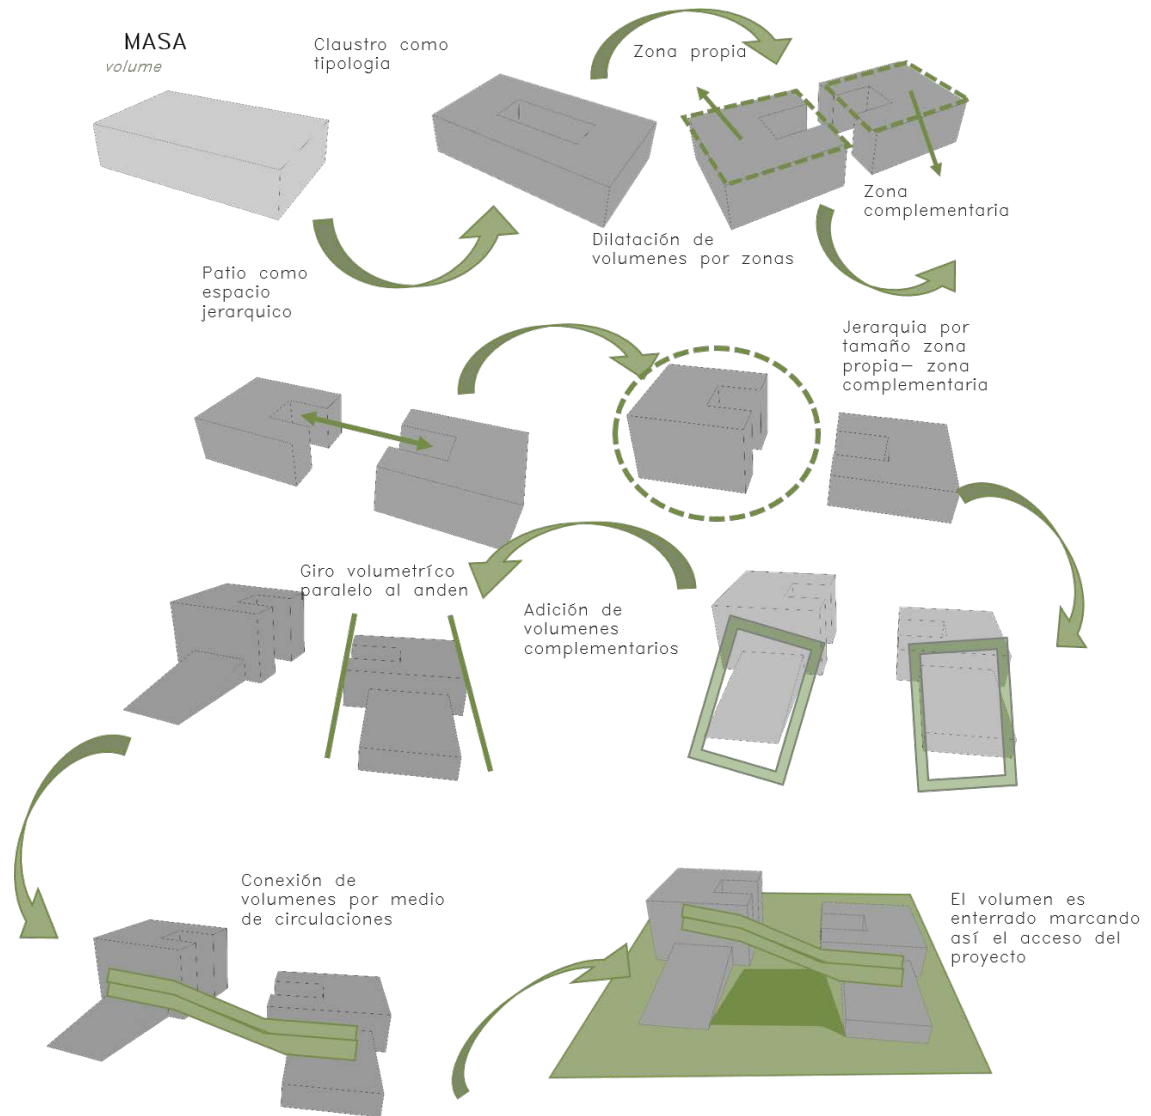 MASA
volume
Claustro como
tipologia
Zona propia
Zona
complementaria
Dilatación de
volumenes por zonas
Patio como
espacio
jerarquico
Jerarquia por
tamaño zona
propia– zona
complementaria
Giro volumetríco
paralelo al anden
Adición de
volumenes
complementarios
Conexión de
volumenes por medio
de circulaciones
El volumen es
enterrado marcando
así el acceso del
proyecto